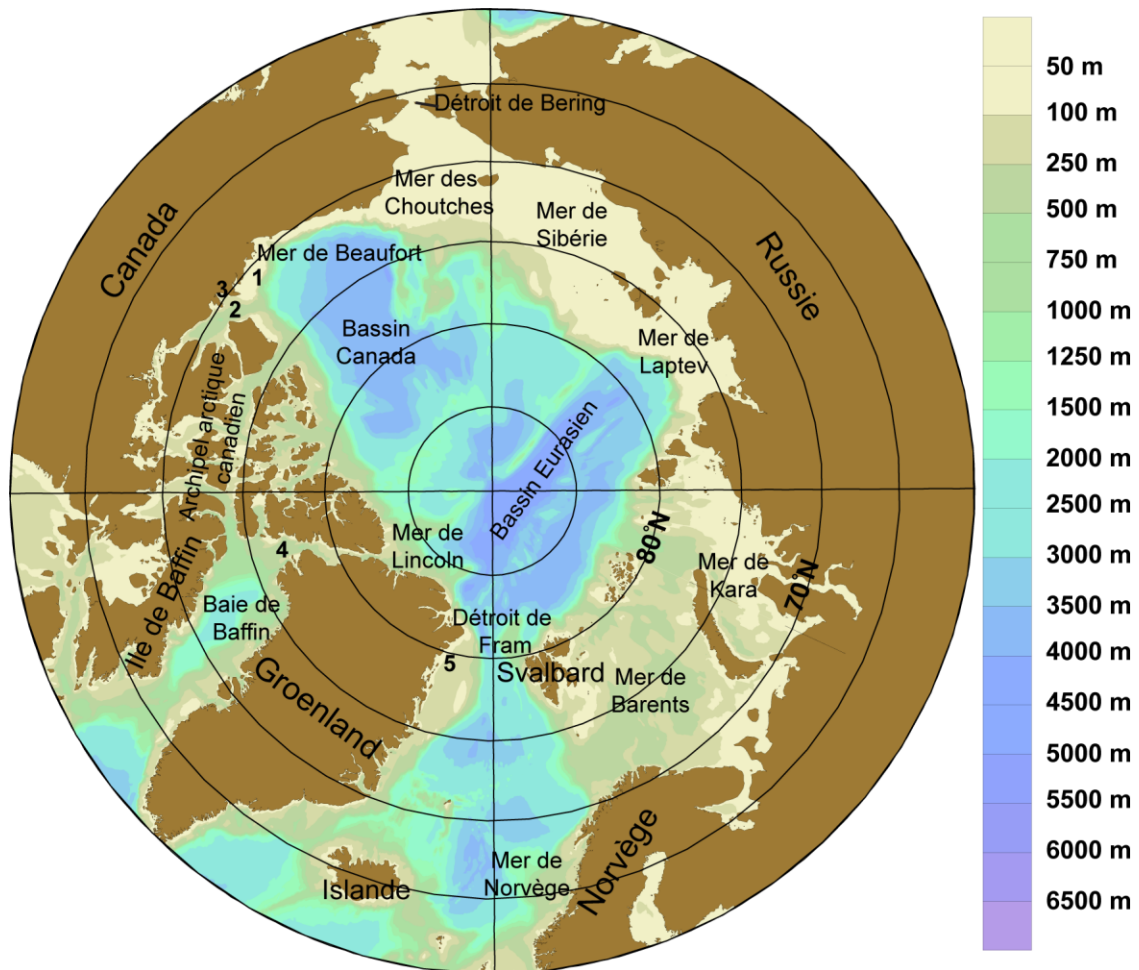 Détroit de Bering
Mer des
Choutches
Mer de
Sibérie
Canada
Russie
Mer de Beaufort
1
3
2
Bassin
Canada
Mer de
Laptev
Archipel arctique
canadien
Bassin Eurasien
Mer de
Lincoln
80°N
4
Mer de
Kara
70°N
Ile de Baffin
Baie de
Baffin
Détroit de
Fram
5
Svalbard
Mer de
Barents
Groenland
Mer de
Norvège
Norvège
Islande
50 m
100 m
250 m
500 m
750 m
1000 m
1250 m
1500 m
2000 m
2500 m
3000 m
3500 m
4000 m
4500 m
5000 m
5500 m
6000 m
6500 m